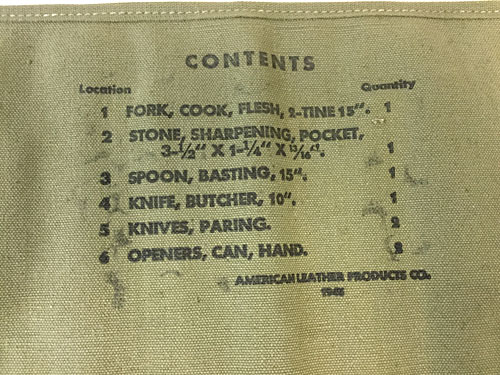 CONTENTS
Location Quantity
1 FORK, COOK, FLESH, 2-TINE 15". 1
2 STONE, SHARPENING, POCKET,
3-1/2" X 1-1/4" X 13/16". 1
3 SPOON, BASTING, 15". 1
4 KNIFE, BUTCHER, 10". 1
5 KNIVES, PARING. 2
6 OPENERS, CAN, HAND. 2
AMERICAN LEATHER PRODUCTS CO.